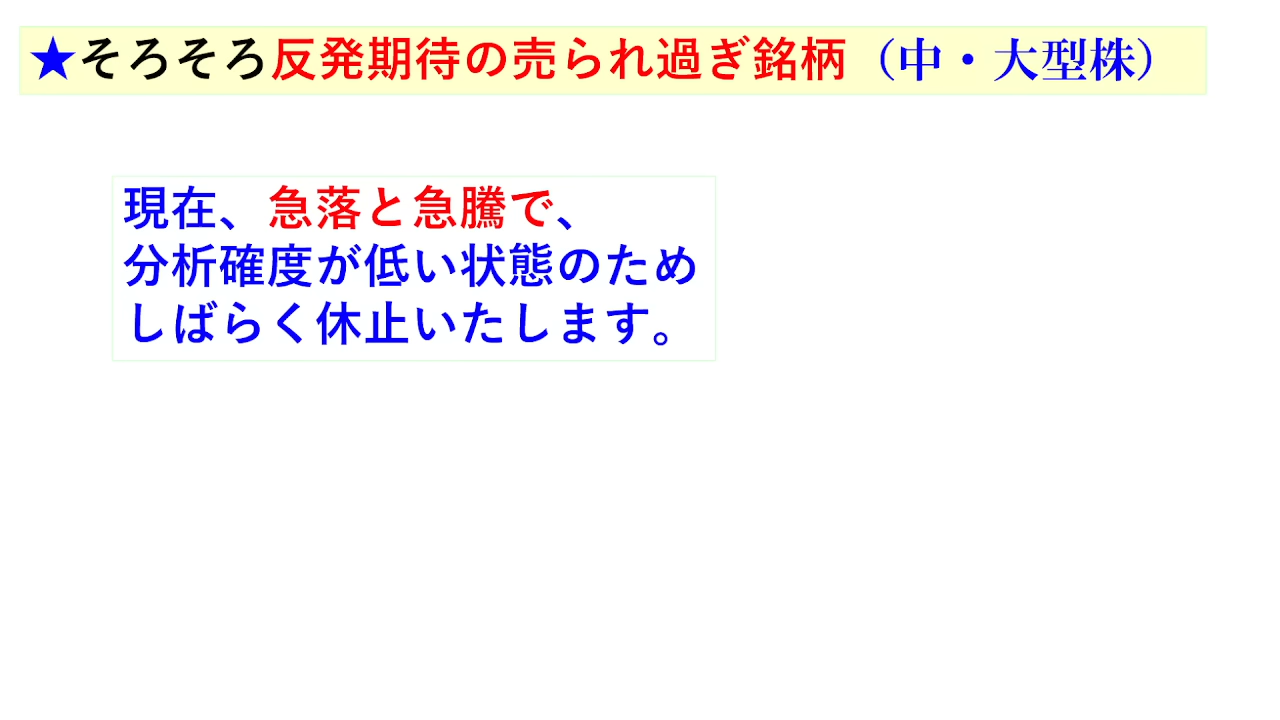 ★そろそろ反発期待の売られ過ぎ銘柄（中・大型株）
現在、急落と急騰で、
分析確度が低い状態のため
しばらく休止いたします。